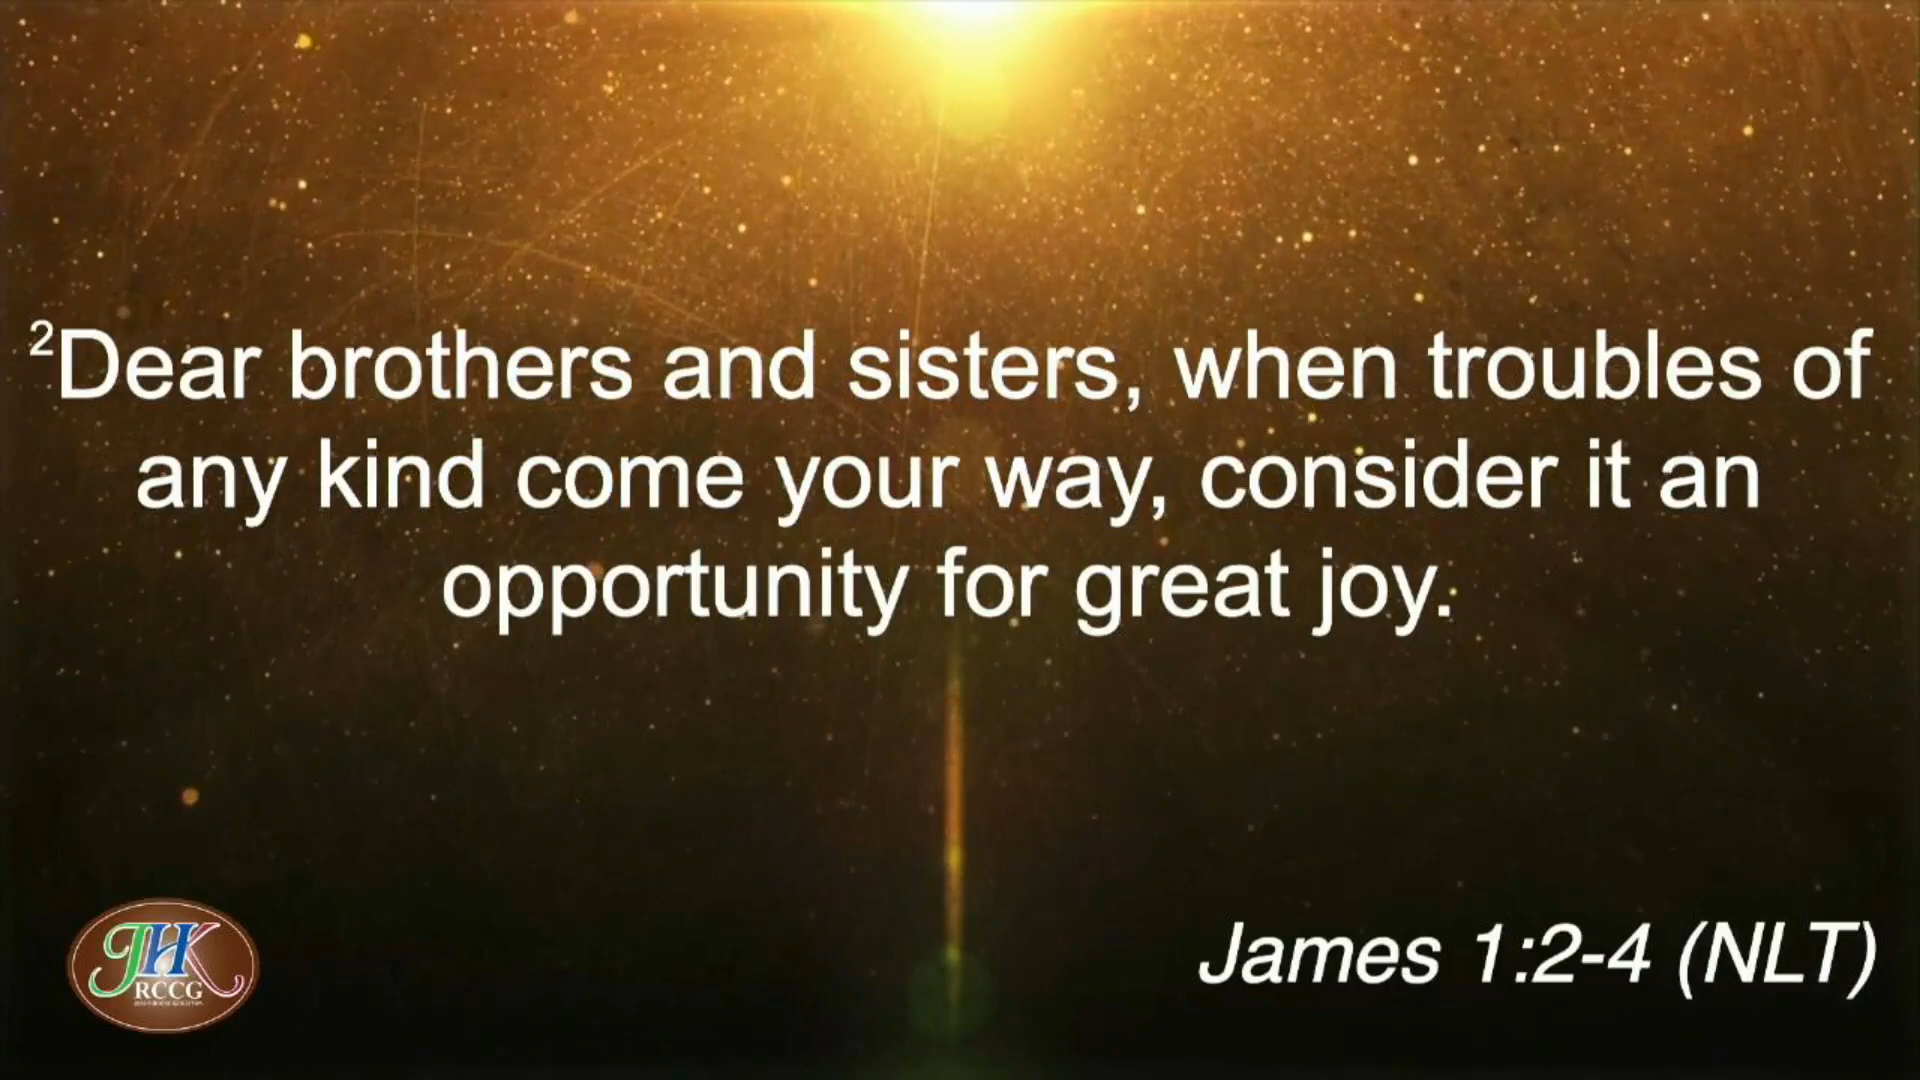 ²Dear brothers and sisters, when troubles of
any kind come your way, consider it an
opportunity for great joy.
James 1:2-4 (NLT)
JHK
RCCG